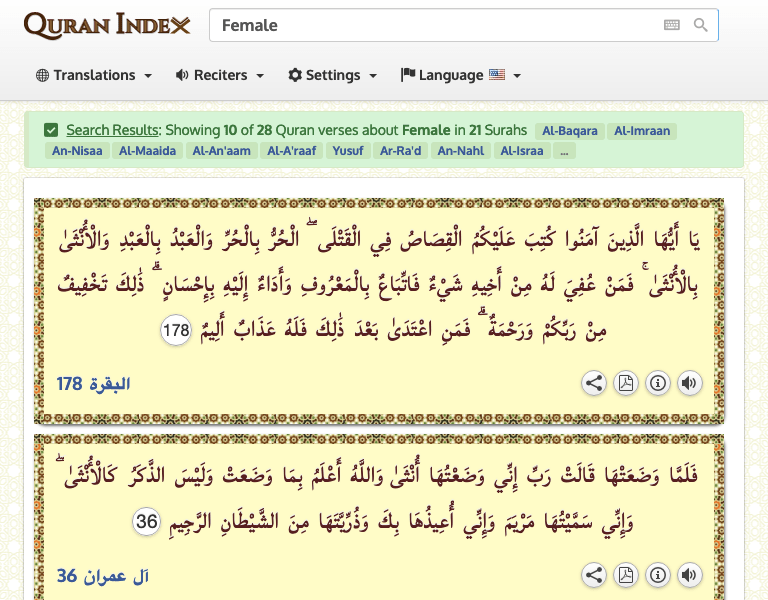 QURAN INDEX
Female
Translations
Reciters
Settings
Language
Search Results: Showing 10 of 28 Quran verses about Female in 21 Surahs Al-Baqara Al-Imraan
An-Nisaa Al-Maaida Al-An'aam Al-A'raaf Yusuf Ar-Ra'd An-Nahl Al-Israa ...
يَا أَيُّهَا الَّذِينَ آمَنُوا كُتِبَ عَلَيْكُمُ الْقِصَاصُ فِي الْقَتْلَى ۖ الْحُرُّ بِالْحُرِّ وَالْعَبْدُ بِالْعَبْدِ وَالْأُنْثَىٰ
بِالْأُنْثَىٰ ۚ فَمَنْ عُفِيَ لَهُ مِنْ أَخِيهِ شَيْءٌ فَاتِّبَاعٌ بِالْمَعْرُوفِ وَأَدَاءٌ إِلَيْهِ بِإِحْسَانٍ ۗ ذَٰلِكَ تَخْفِيفٌ
مِنْ رَبِّكُمْ وَرَحْمَةٌ ۗ فَمَنِ اعْتَدَىٰ بَعْدَ ذَٰلِكَ فَلَهُ عَذَابٌ أَلِيمٌ 178
البقرة 178
فَلَمَّا وَضَعَتْهَا قَالَتْ رَبِّ إِنِّي وَضَعْتُهَا أُنْثَىٰ وَاللَّهُ أَعْلَمُ بِمَا وَضَعَتْ وَلَيْسَ الذَّكَرُ كَالْأُنْثَىٰ ۖ
وَإِنِّي سَمَّيْتُهَا مَرْيَمَ وَإِنِّي أُعِيذُهَا بِكَ وَذُرِّيَّتَهَا مِنَ الشَّيْطَانِ الرَّجِيمِ 36
آل عمران 36